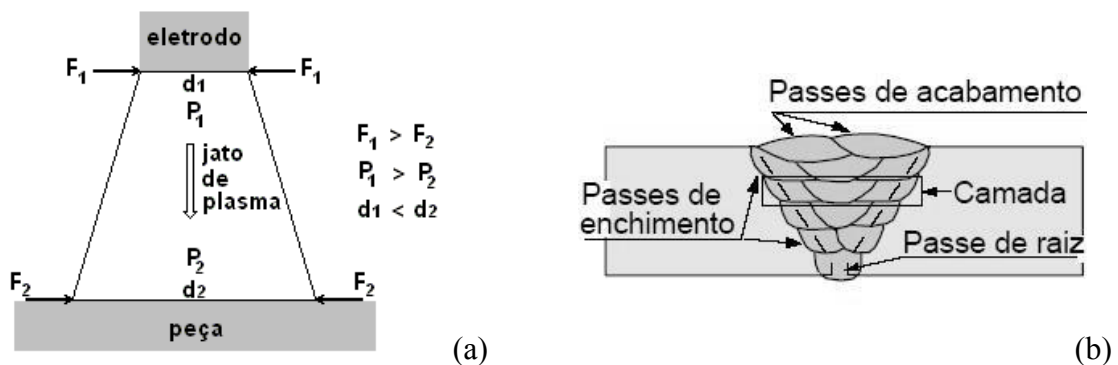 eletrodo
F1
F1
d1
P1
jato
de
plasma
P2
d2
F2
F2
peça
F1 > F2
P1 > P2
d1 < d2
(a)
Passes de acabamento
Passes de
enchimento
Camada
Passe de raiz
(b)